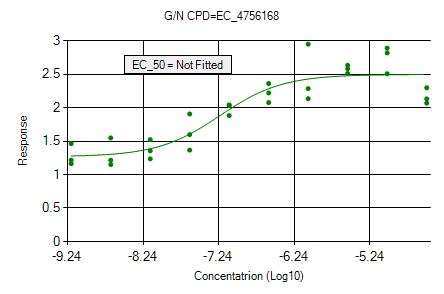 G/N CPD=EC_4756168
3
EC_50 = Not Fitted
2.5
2
1.5
1
0.5
0
Response
-9.24 -8.24 -7.24 -6.24 -5.24
Concentatrion (Log10)